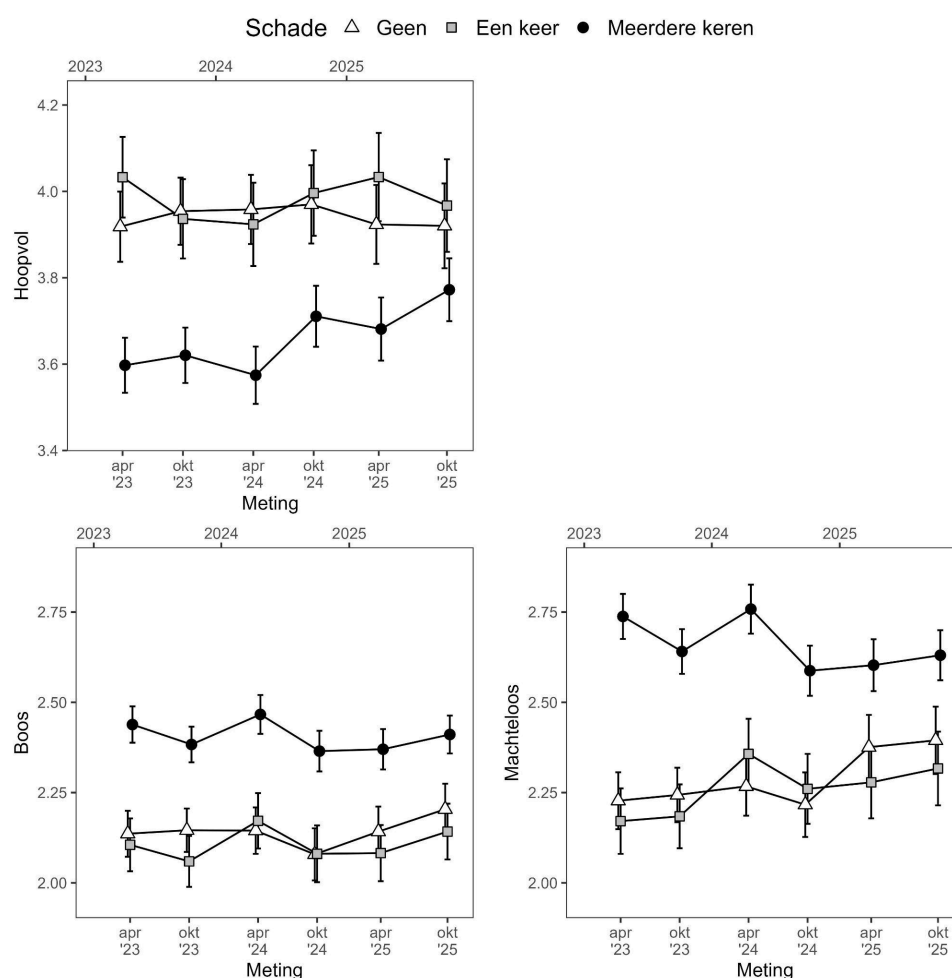 Schade Geen Een keer Meerdere keren
2023 2024 2025
4.2
4.0
3.8
3.6
3.4
Hoopvol
apr okt apr okt apr okt
'23 '23 '24 '24 '25 '25
Meting
2023 2024 2025
2.75
2.50
2.25
2.00
Boos
apr okt apr okt apr okt
'23 '23 '24 '24 '25 '25
Meting
2023 2024 2025
2.75
2.50
2.25
2.00
Machteloos
apr okt apr okt apr okt
'23 '23 '24 '24 '25 '25
Meting